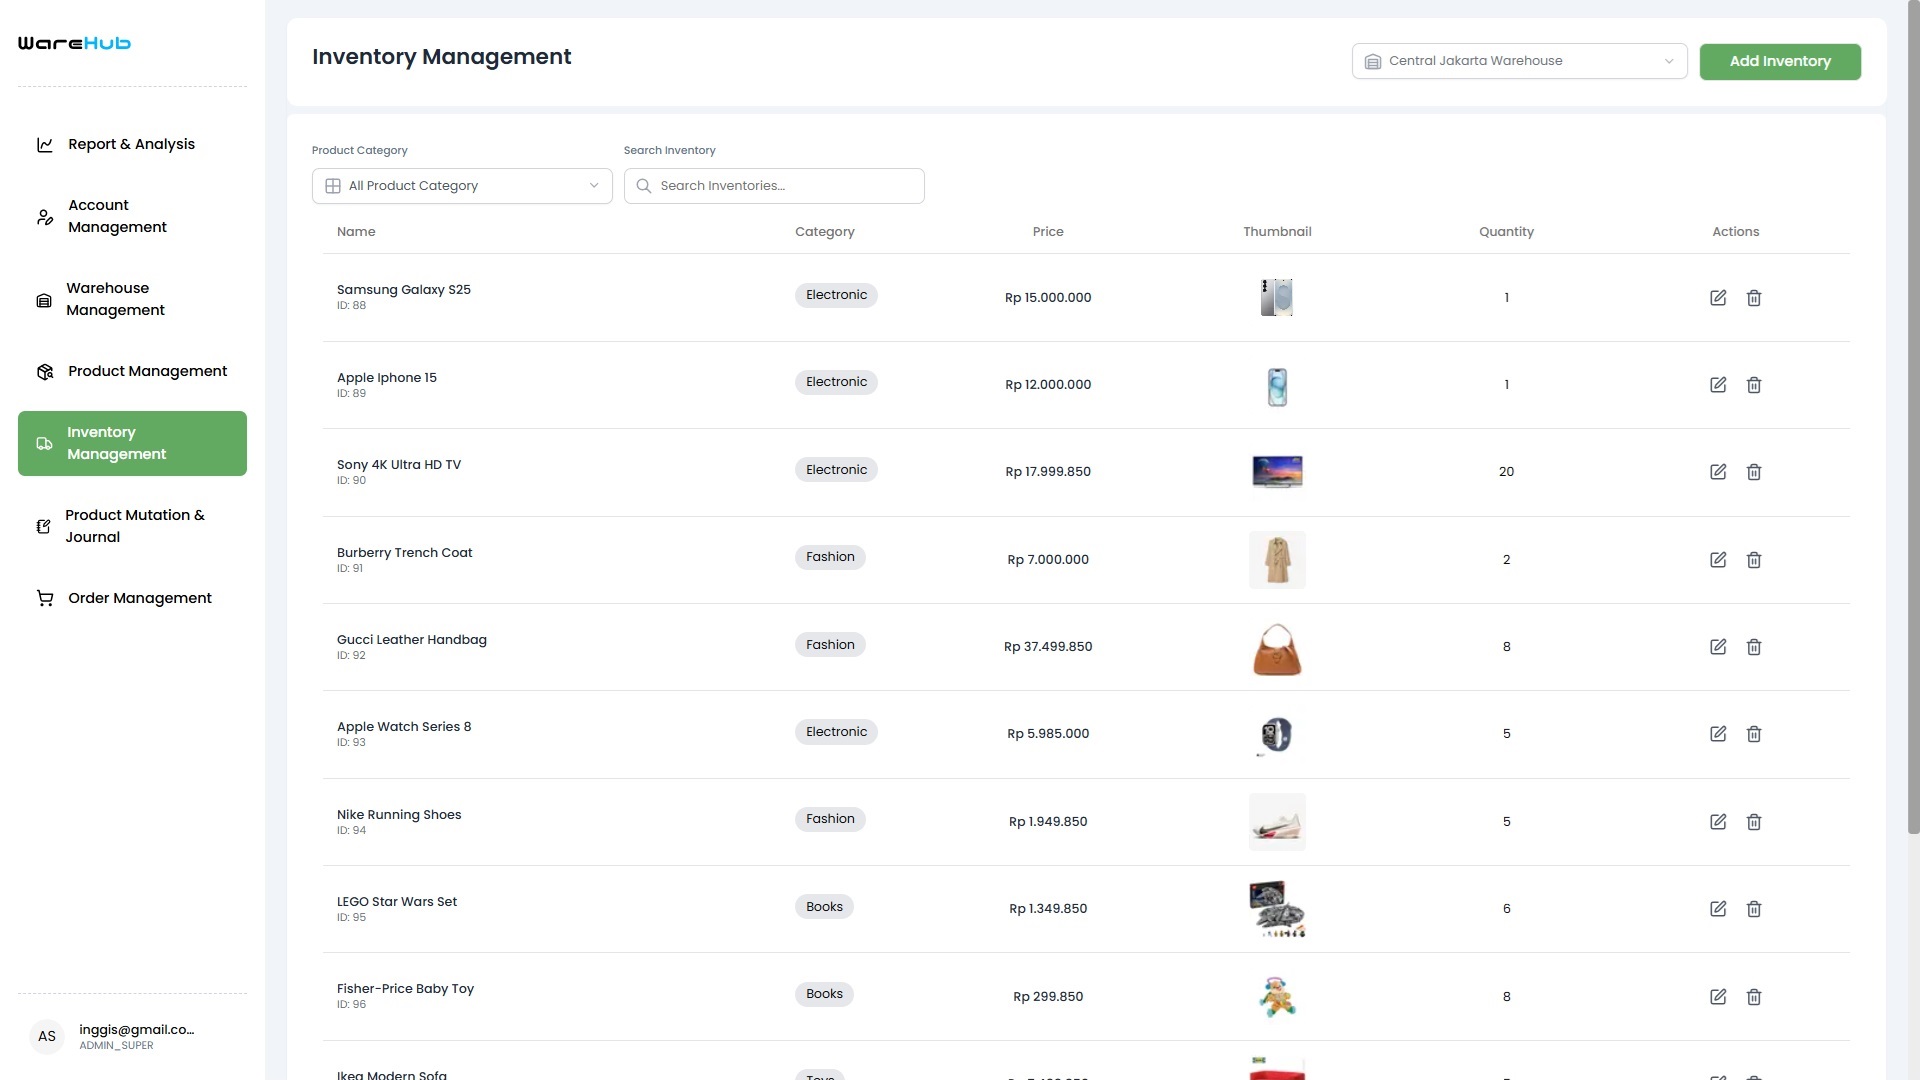 WareHub
Report & Analysis
Account
Management
Warehouse
Management
Product Management
Inventory
Management
Product Mutation &
Journal
Order Management
AS
inggis@gmail.co...
ADMIN_SUPER
Inventory Management
Central Jakarta Warehouse
Add Inventory
Product Category
Search Inventory
All Product Category
Search Inventories...
Name Category Price Thumbnail Quantity Actions
Samsung Galaxy S25 Electronic Rp 15.000.000 1
ID: 88
Apple Iphone 15 Electronic Rp 12.000.000 1
ID: 89
Sony 4K Ultra HD TV Electronic Rp 17.999.850 20
ID: 90
Burberry Trench Coat Fashion Rp 7.000.000 2
ID: 91
Gucci Leather Handbag Fashion Rp 37.499.850 8
ID: 92
Apple Watch Series 8 Electronic Rp 5.985.000 5
ID: 93
Nike Running Shoes Fashion Rp 1.949.850 5
ID: 94
LEGO Star Wars Set Books Rp 1.349.850 6
ID: 95
Fisher-Price Baby Toy Books Rp 299.850 8
ID: 96
Ikea Modern Sofa Toys